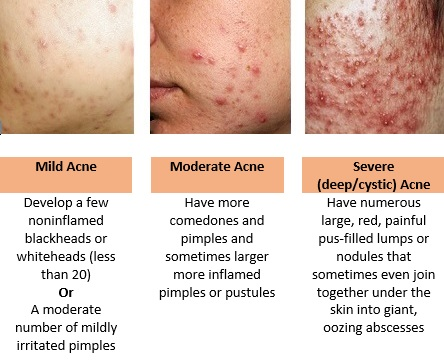 Mild Acne
Develop a few
noninflamed
blackheads or
whiteheads (less
than 20)
Or
A moderate
number of mildly
irritated pimples
Moderate Acne
Have more
comedones and
pimples and
sometimes larger
more inflamed
pimples or pustules
Severe
(deep/cystic) Acne
Have numerous
large, red, painful
pus-filled lumps or
nodules that
sometimes even join
together under the
skin into giant,
oozing abscesses